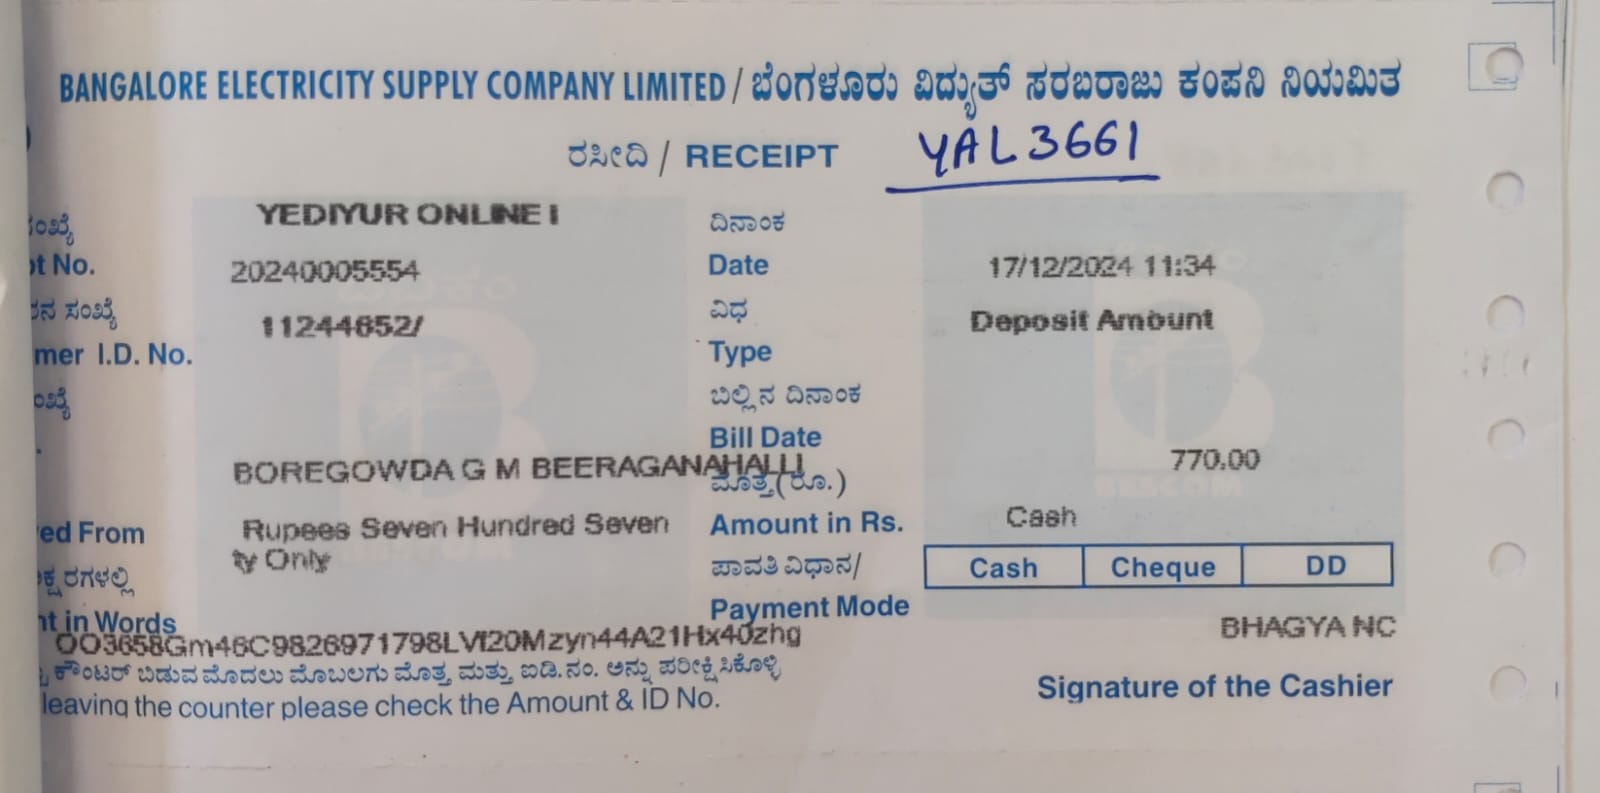 BANGALORE ELECTRICITY SUPPLY COMPANY LIMITED / ಬೆಂಗಳೂರು ವಿದ್ಯುತ್ ಸರಬರಾಜು ಕಂಪನಿ ನಿಯಮಿತ
ರಸೀದಿ / RECEIPT YAL3661
ಸಂಖ್ಯೆ YEDIYUR ONLINE I ದಿನಾಂಕ
No. 20240005554 Date 17/12/2024 11:34
ಸಂಖ್ಯೆ 11244652/ ವಿಧ Deposit Amount
mer I.D. No. Type
ಬಿಲ್ಲಿನ ದಿನಾಂಕ
Bill Date
BOREGOWDA G M BEERAGANAHALLI 770.00
ಮೊತ್ತ (ರೂ.)
ed From Rupees Seven Hundred Seven Amount in Rs. Cash
ty Only ಪಾವತಿ ವಿಧಾನ/ Cash Cheque DD
ಕ್ಷರಗಳಲ್ಲಿ
nt in Words Payment Mode
OO3658Gm46C9826971798LVf20Mzyn44A21Hx40zhg BHAGYA NC
ಕೌಂಟರ್ ಬಿಡುವ ಮೊದಲು ಮೊಬಲಗು ಮೊತ್ತ ಮತ್ತು ಐಡಿ. ನಂ. ಅನ್ನು ಪರೀಕ್ಷಿಸಿಕೊಳ್ಳಿ
leaving the counter please check the Amount & ID No. Signature of the Cashier